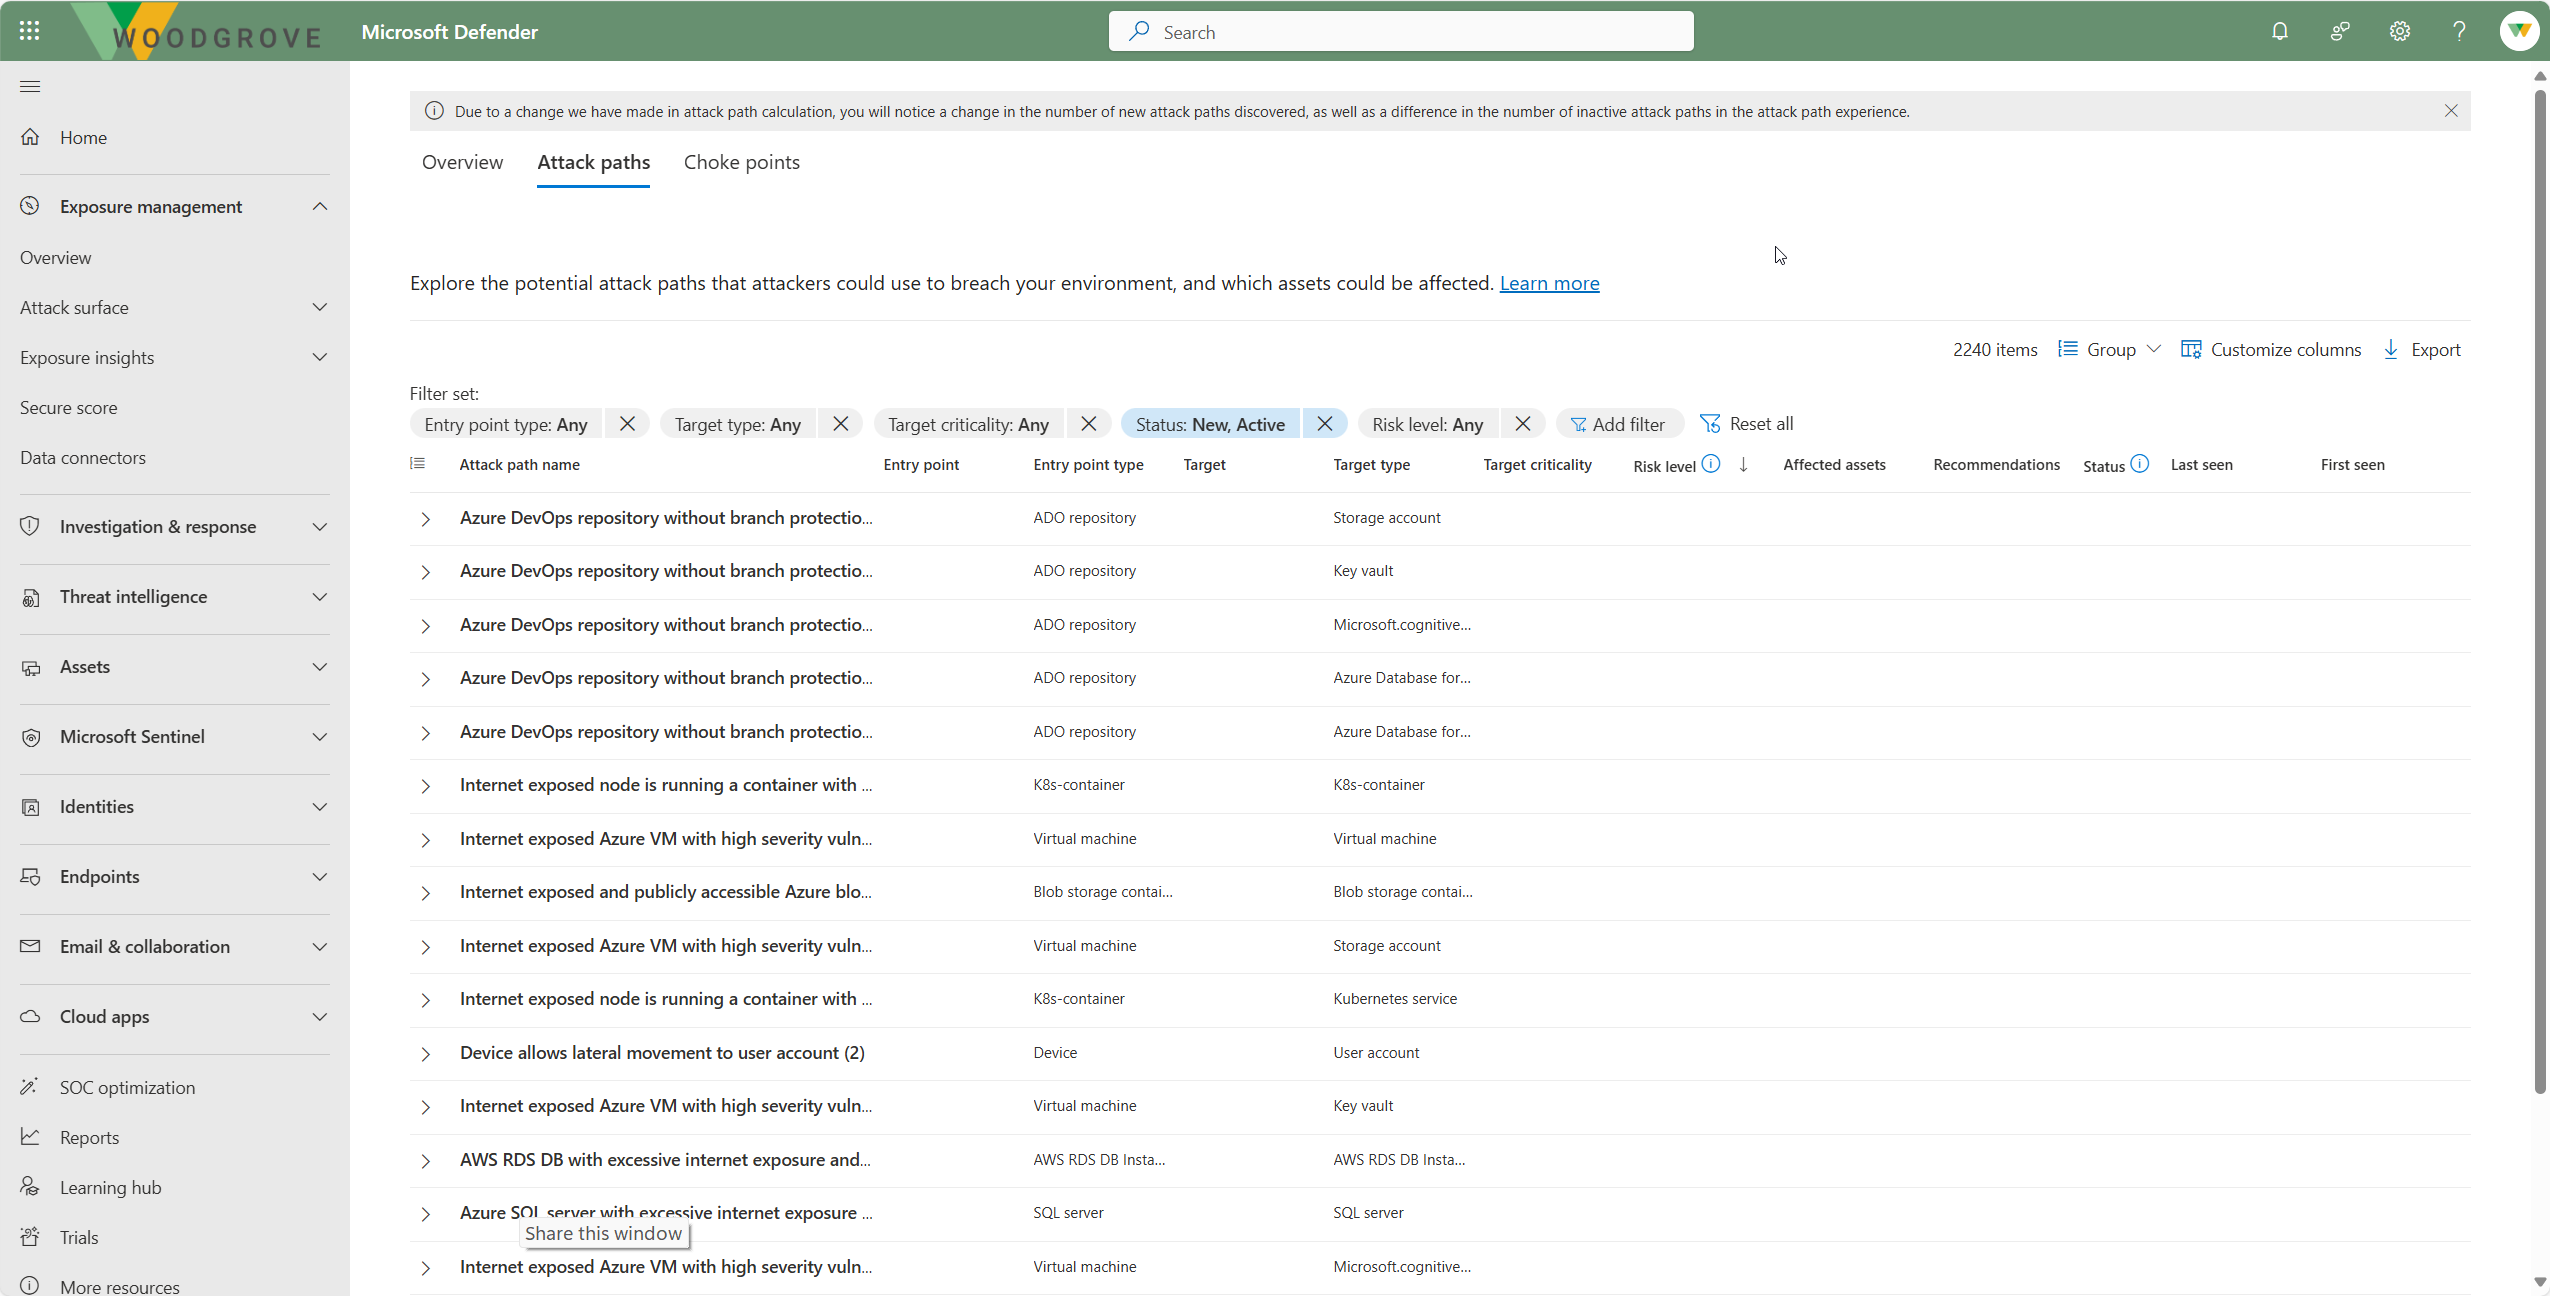 WOODGROVE
Microsoft Defender
Search
Home
Exposure management
Overview
Attack surface
Exposure insights
Secure score
Data connectors
Investigation & response
Threat intelligence
Assets
Microsoft Sentinel
Identities
Endpoints
Email & collaboration
Cloud apps
SOC optimization
Reports
Learning hub
Trials
More resources
Due to a change we have made in attack path calculation, you will notice a change in the number of new attack paths discovered, as well as a difference in the number of inactive attack paths in the attack path experience.
Overview Attack paths Choke points
Explore the potential attack paths that attackers could use to breach your environment, and which assets could be affected. Learn more
2240 items Group Customize columns Export
Filter set:
Entry point type: Any Target type: Any Target criticality: Any Status: New, Active Risk level: Any Add filter Reset all
Attack path name Entry point Entry point type Target Target type Target criticality Risk level Affected assets Recommendations Status Last seen First seen
Azure DevOps repository without branch protectio... ADO repository Storage account
Azure DevOps repository without branch protectio... ADO repository Key vault
Azure DevOps repository without branch protectio... ADO repository Microsoft.cognitive...
Azure DevOps repository without branch protectio... ADO repository Azure Database for...
Azure DevOps repository without branch protectio... ADO repository Azure Database for...
Internet exposed node is running a container with ... K8s-container K8s-container
Internet exposed Azure VM with high severity vuln... Virtual machine Virtual machine
Internet exposed and publicly accessible Azure blo... Blob storage contai... Blob storage contai...
Internet exposed Azure VM with high severity vuln... Virtual machine Storage account
Internet exposed node is running a container with ... K8s-container Kubernetes service
Device allows lateral movement to user account (2) Device User account
Internet exposed Azure VM with high severity vuln... Virtual machine Key vault
AWS RDS DB with excessive internet exposure and... AWS RDS DB Insta... AWS RDS DB Insta...
Azure SQL server with excessive internet exposure ... SQL server SQL server
Share this window
Internet exposed Azure VM with high severity vuln... Virtual machine Microsoft.cognitive...